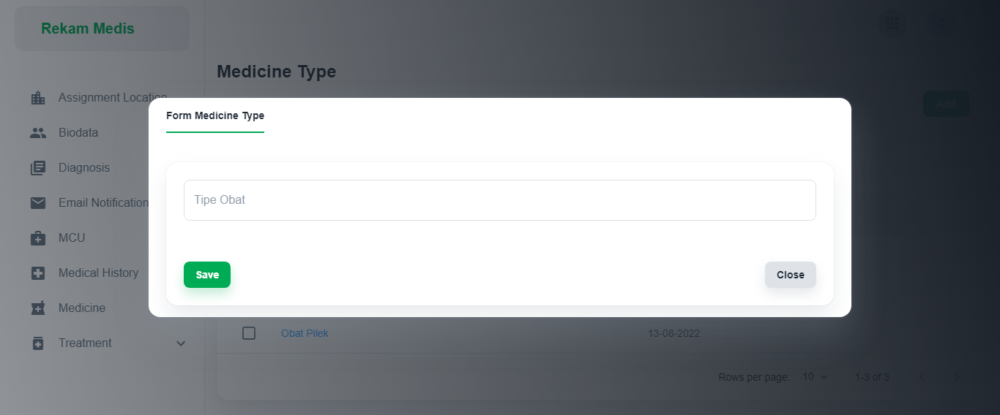 Rekam Medis
Medicine Type
Assignment Location
Add
Form Medicine Type
Biodata
Diagnosis
Tipe Obat
Email Notification
MCU
Medical History
Save
Close
Medicine
Obat Pilek
13-08-2022
Treatment
Rows per page:
10
1-3 of 3